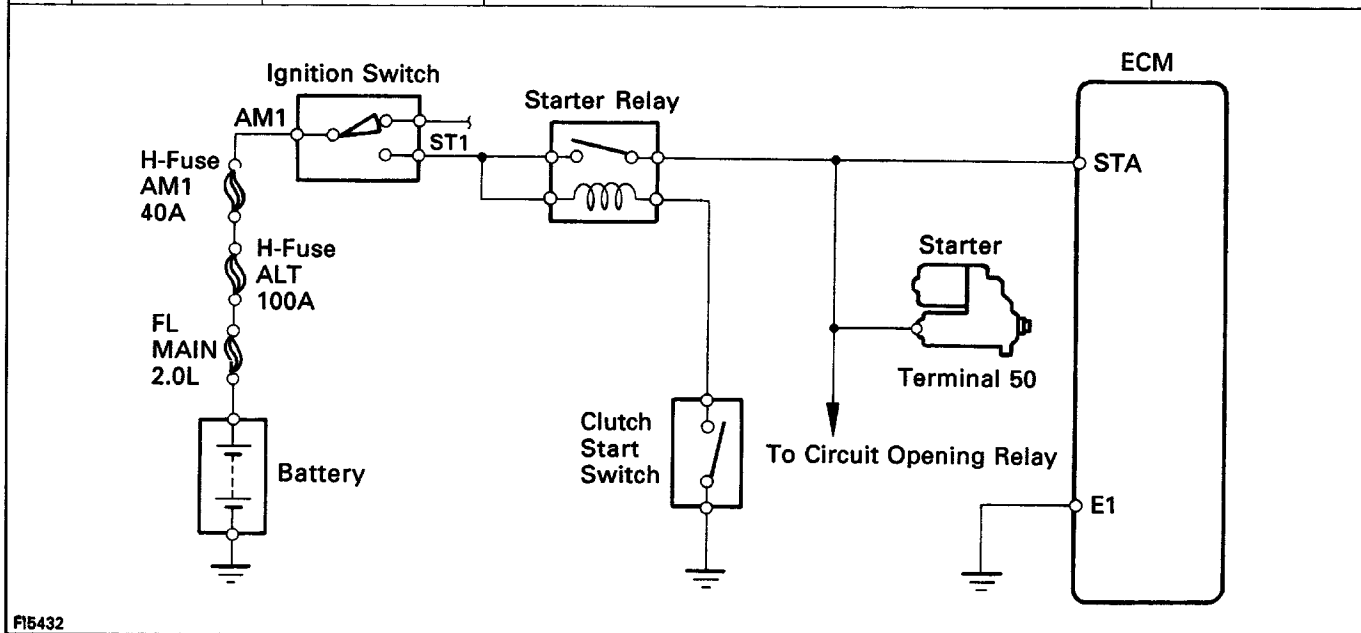 ECM
Ignition Switch
Starter Relay
AM1
ST1
STA
H-Fuse
AM1
40A
H-Fuse
ALT
100A
FL
MAIN
2.0L
Starter
Terminal 50
Clutch
Start
Switch
To Circuit Opening Relay
Battery
E1
FI5432